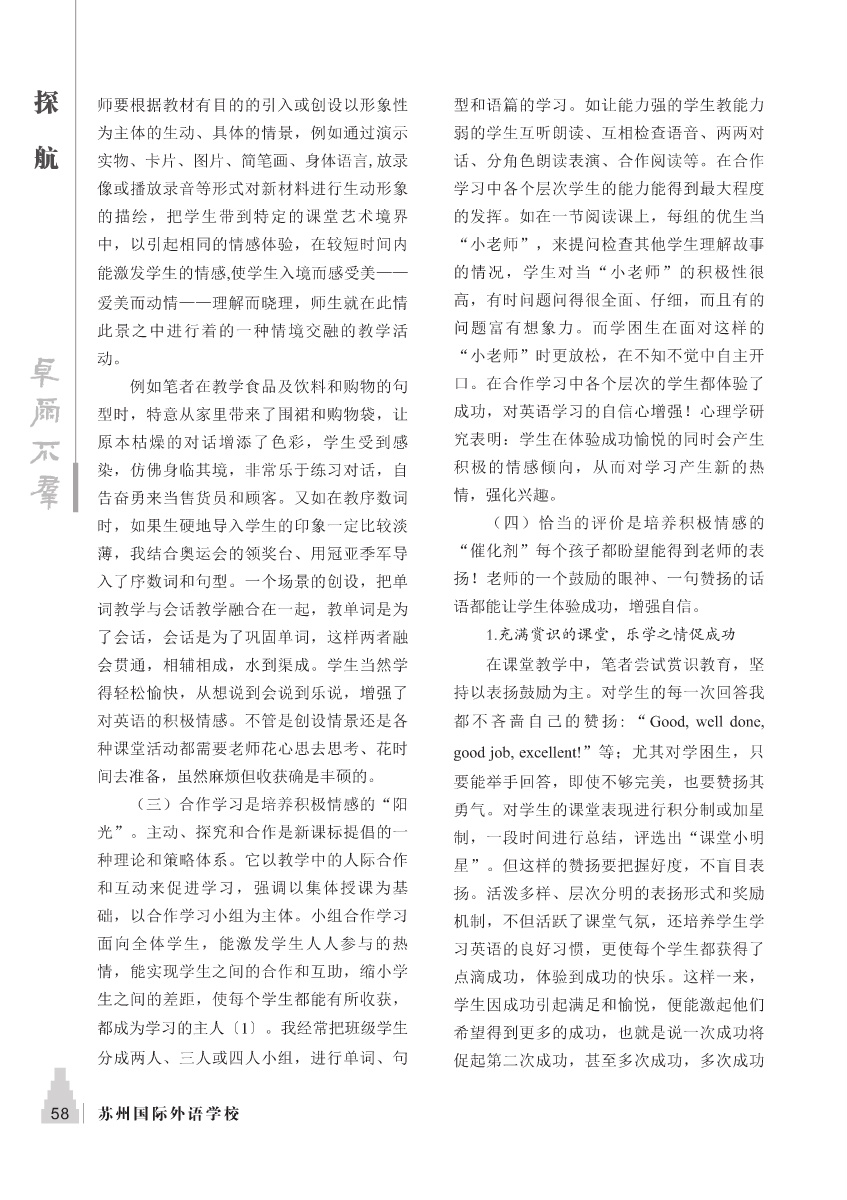 探
航
卓
尔
不
群
师要根据教材有目的的引入或创设以形象性
为主体的生动、具体的情景，例如通过演示
实物、卡片、图片、简笔画、身体语言,放录
像或播放录音等形式对新材料进行生动形象
的描绘，把学生带到特定的课堂艺术境界
中，以引起相同的情感体验，在较短时间内
能激发学生的情感,使学生入境而感受美——
爱美而动情——理解而晓理，师生就在此情
此景之中进行着的一种情境交融的教学活
动。
例如笔者在教学食品及饮料和购物的句
型时，特意从家里带来了围裙和购物袋，让
原本枯燥的对话增添了色彩，学生受到感
染，仿佛身临其境，非常乐于练习对话，自
告奋勇来当售货员和顾客。又如在教序数词
时，如果生硬地导入学生的印象一定比较淡
薄，我结合奥运会的领奖台、用冠亚季军导
入了序数词和句型。一个场景的创设，把单
词教学与会话教学融合在一起，教单词是为
了会话，会话是为了巩固单词，这样两者融
会贯通，相辅相成，水到渠成。学生当然学
得轻松愉快，从想说到会说到乐说，增强了
对英语的积极情感。不管是创设情景还是各
种课堂活动都需要老师花心思去思考、花时
间去准备，虽然麻烦但收获确是丰硕的。
（三）合作学习是培养积极情感的“阳
光”。主动、探究和合作是新课标提倡的一
种理论和策略体系。它以教学中的人际合作
和互动来促进学习，强调以集体授课为基
础，以合作学习小组为主体。小组合作学习
面向全体学生，能激发学生人人参与的热
情，能实现学生之间的合作和互助，缩小学
生之间的差距，使每个学生都能有所收获，
都成为学习的主人〔1〕。我经常把班级学生
分成两人、三人或四人小组，进行单词、句
型和语篇的学习。如让能力强的学生教能力
弱的学生互听朗读、互相检查语音、两两对
话、分角色朗读表演、合作阅读等。在合作
学习中各个层次学生的能力能得到最大程度
的发挥。如在一节阅读课上，每组的优生当
“小老师”，来提问检查其他学生理解故事
的情况，学生对当“小老师”的积极性很
高，有时问题问得很全面、仔细，而且有的
问题富有想象力。而学困生在面对这样的
“小老师”时更放松，在不知不觉中自主开
口。在合作学习中各个层次的学生都体验了
成功，对英语学习的自信心增强！心理学研
究表明：学生在体验成功愉悦的同时会产生
积极的情感倾向，从而对学习产生新的热
情，强化兴趣。
（四）恰当的评价是培养积极情感的
“催化剂”每个孩子都盼望能得到老师的表
扬！老师的一个鼓励的眼神、一句赞扬的话
语都能让学生体验成功，增强自信。
1.充满赏识的课堂，乐学之情促成功
在课堂教学中，笔者尝试赏识教育，坚
持以表扬鼓励为主。对学生的每一次回答我
都不吝啬自己的赞扬：“Good, well done,
good job, excellent!”等；尤其对学困生，只
要能举手回答，即使不够完美，也要赞扬其
勇气。对学生的课堂表现进行积分制或加星
制，一段时间进行总结，评选出“课堂小明
星”。但这样的赞扬要把握好度，不盲目表
扬。活泼多样、层次分明的表扬形式和奖励
机制，不但活跃了课堂气氛，还培养学生学
习英语的良好习惯，更使每个学生都获得了
点滴成功，体验到成功的快乐。这样一来，
学生因成功引起满足和愉悦，便能激起他们
希望得到更多的成功，也就是说一次成功将
促起第二次成功，甚至多次成功，多次成功
58
苏州国际外语学校